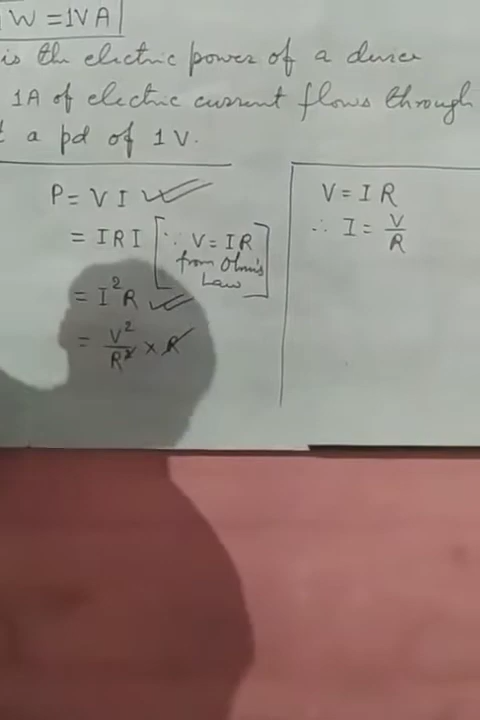 W = 1VA
is the electric power of a device
1A of electric current flows through
a pd of 1 V.
P = VI
= IRI [∵ V = IR
from Ohm's
Law]
= I²R
= V²/R² × R
V = IR
∴ I = V/R